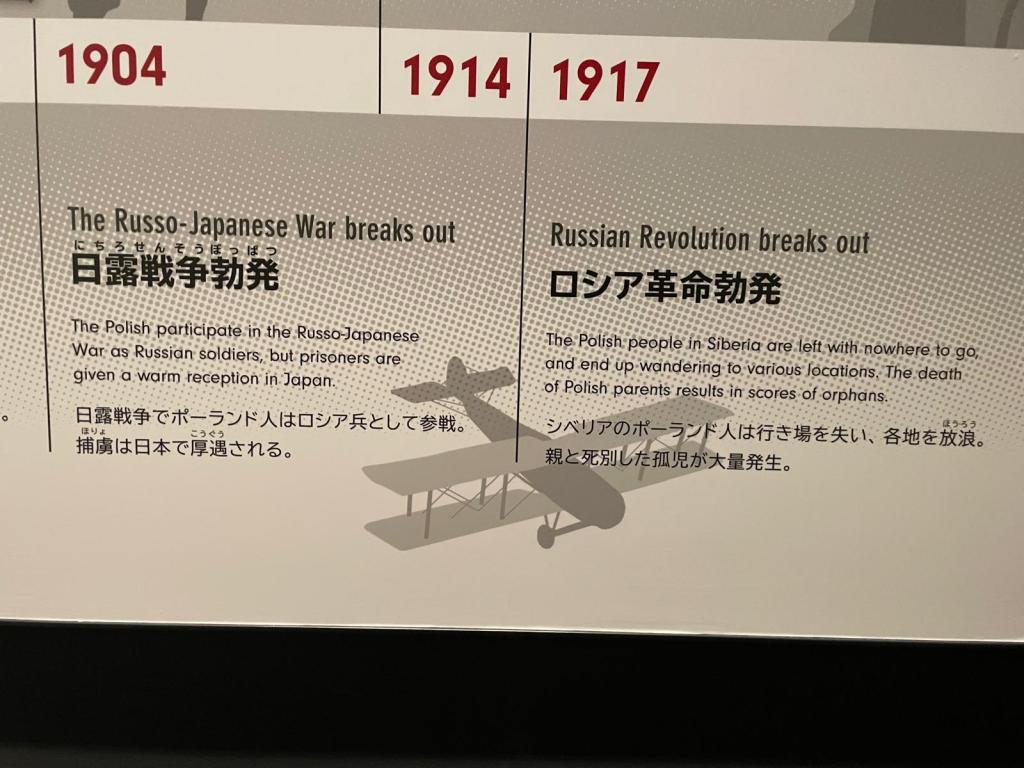 1904
The Russo-Japanese War breaks out
にちろせんそうぼっぱつ
日露戦争勃発
The Polish participate in the Russo-Japanese
War as Russian soldiers, but prisoners are
given a warm reception in Japan.
日露戦争でポーランド人はロシア兵として参戦。
ほりょ こうぐう
捕虜は日本で厚遇される。
1914
1917
Russian Revolution breaks out
ロシア革命勃発
The Polish people in Siberia are left with nowhere to go,
and end up wandering to various locations. The death
of Polish parents results in scores of orphans.
ほうろう
シベリアのポーランド人は行き場を失い、各地を放浪。
親と死別した孤児が大量発生。